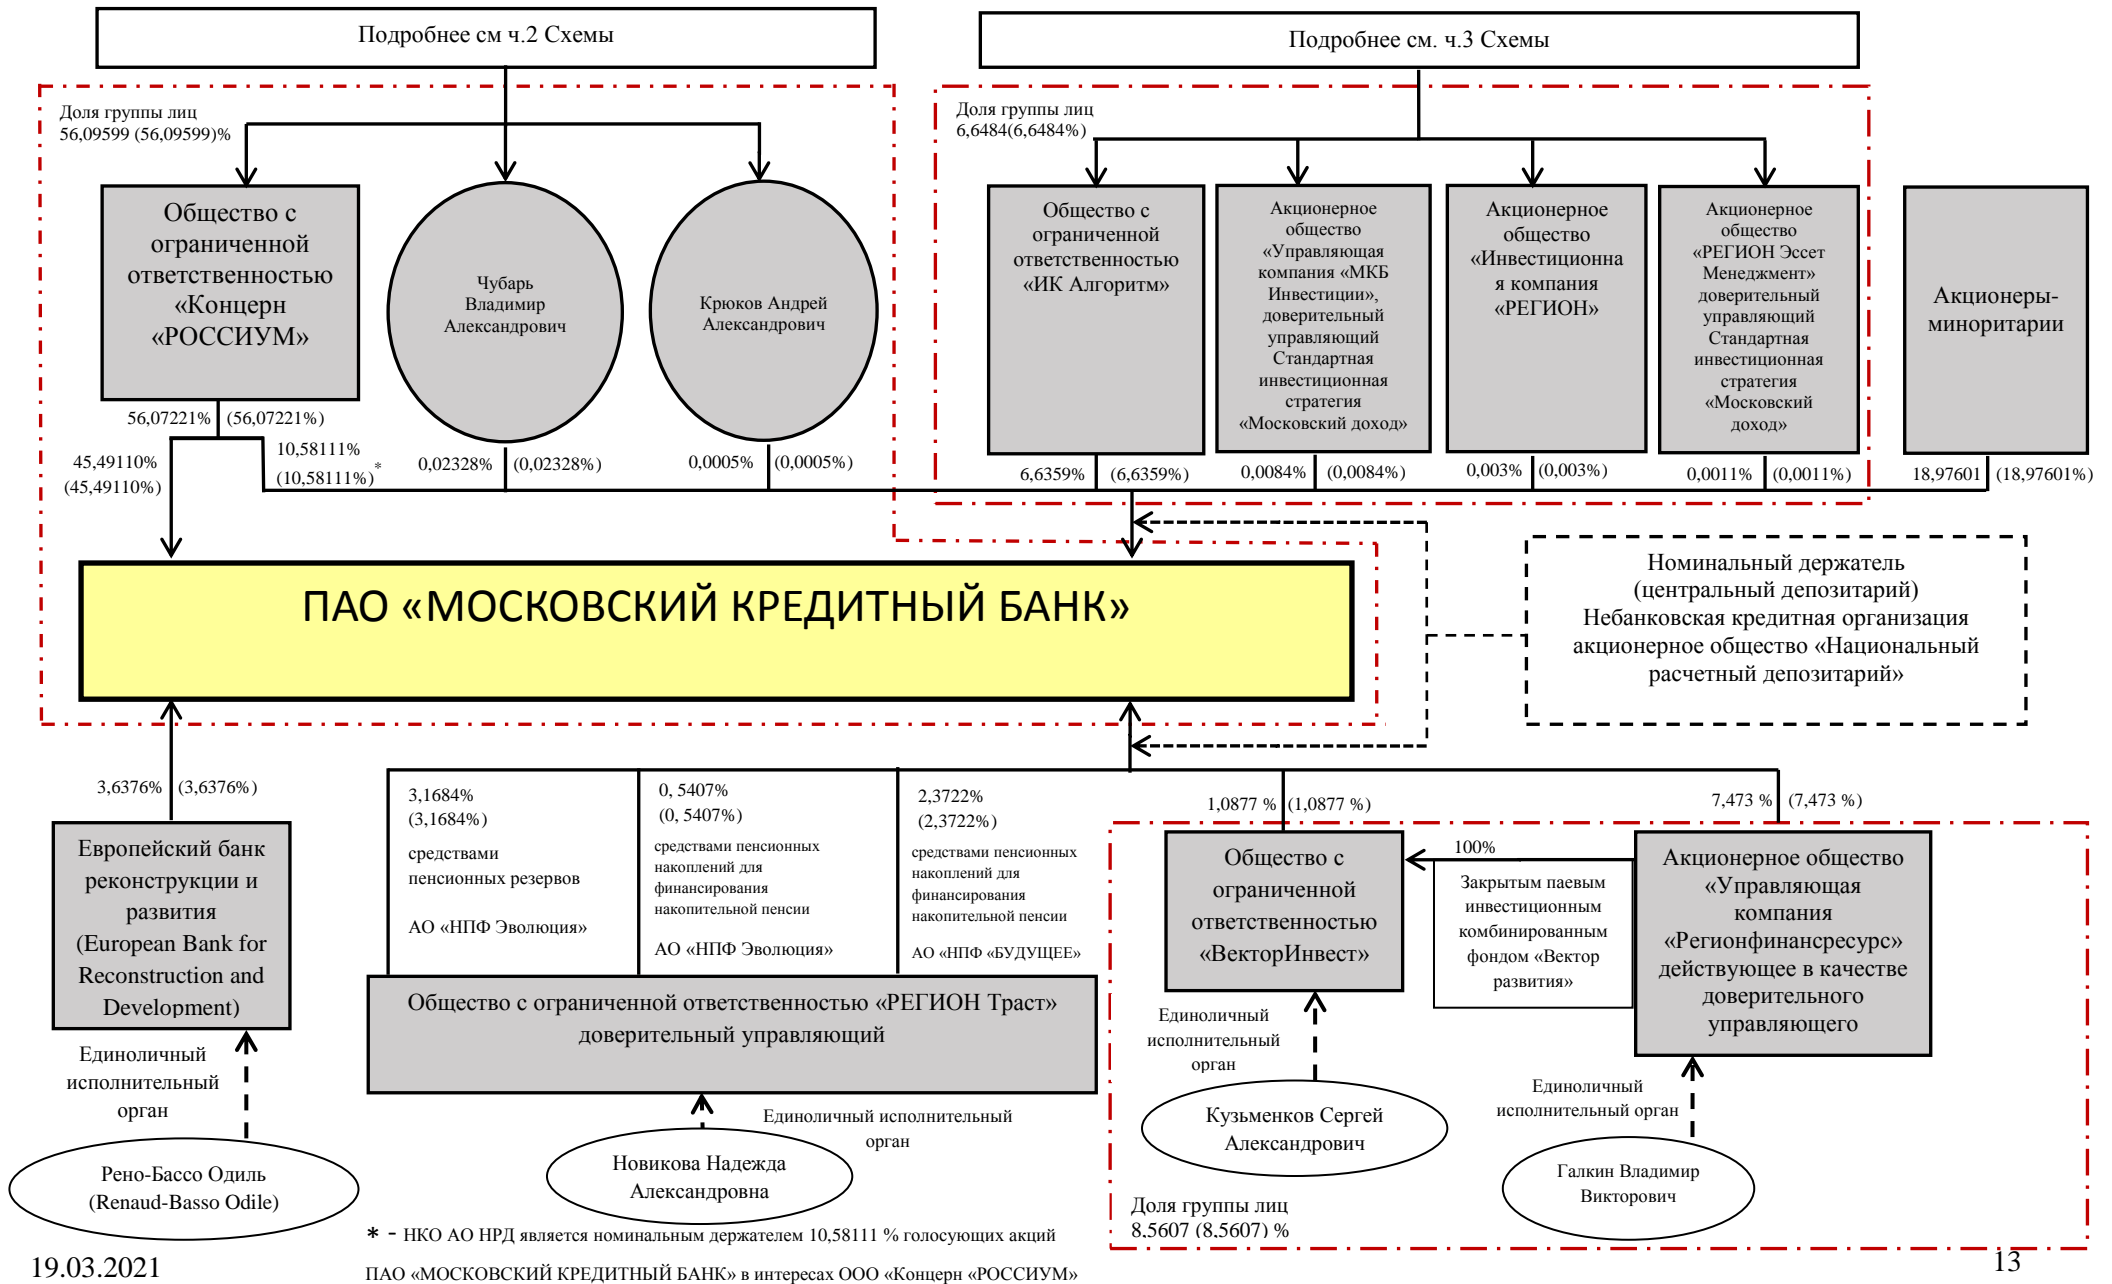 Подробнее см ч.2 Схемы
Подробнее см. ч.3 Схемы
Доля группы лиц
56,09599 (56,09599)%
Доля группы лиц
6,6484(6,6484%)
Общество с
ограниченной
ответственностью
«Концерн
«РОССИУМ»
Чубарь
Владимир
Александрович
Крюков Андрей
Александрович
Общество с
ограниченной
ответственностью
«ИК Алгоритм»
Акционерное
общество
«Управляющая
компания «МКБ
Инвестиции»,
доверительный
управляющий
Стандартная
инвестиционная
стратегия
«Московский доход»
Акционерное
общество
«Инвестиционна
я компания
«РЕГИОН»
Акционерное
общество
«РЕГИОН Эссет
Менеджмент»
доверительный
управляющий
Стандартная
инвестиционная
стратегия
«Московский
доход»
Акционеры-
миноритарии
56,07221% (56,07221%)
45,49110%
(45,49110%)
10,58111%
(10,58111%)*
0,02328% (0,02328%)
0,0005% (0,0005%)
6,6359% (6,6359%)
0,0084% (0,0084%)
0,003% (0,003%)
0,0011% (0,0011%)
18,97601 (18,97601%)
ПАО «МОСКОВСКИЙ КРЕДИТНЫЙ БАНК»
Номинальный держатель
(центральный депозитарий)
Небанковская кредитная организация
акционерное общество «Национальный
расчетный депозитарий»
3,6376% (3,6376%)
3,1684%
(3,1684%)
средствами
пенсионных резервов
АО «НПФ Эволюция»
0, 5407%
(0, 5407%)
средствами пенсионных
накоплений для
финансирования
накопительной пенсии
АО «НПФ Эволюция»
2,3722%
(2,3722%)
средствами пенсионных
накоплений для
финансирования
накопительной пенсии
АО «НПФ «БУДУЩЕЕ»
1,0877 % (1,0877 %)
7,473 % (7,473 %)
Европейский банк
реконструкции и
развития
(European Bank for
Reconstruction and
Development)
Общество с ограниченной ответственностью «РЕГИОН Траст»
доверительный управляющий
Общество с
ограниченной
ответственностью
«ВекторИнвест»
100%
Закрытым паевым
инвестиционным
комбинированным
фондом «Вектор
развития»
Акционерное общество
«Управляющая
компания
«Регионфинансресурс»
действующее в качестве
доверительного
управляющего
Единоличный
исполнительный
орган
Единоличный исполнительный
орган
Единоличный
исполнительный
орган
Единоличный
исполнительный орган
Рено-Бассо Одиль
(Renaud-Basso Odile)
Новикова Надежда
Александровна
Кузьменков Сергей
Александрович
Галкин Владимир
Викторович
Доля группы лиц
8,5607 (8,5607) %
* - НКО АО НРД является номинальным держателем 10,58111 % голосующих акций
ПАО «МОСКОВСКИЙ КРЕДИТНЫЙ БАНК» в интересах ООО «Концерн «РОССИУМ»
19.03.2021
13